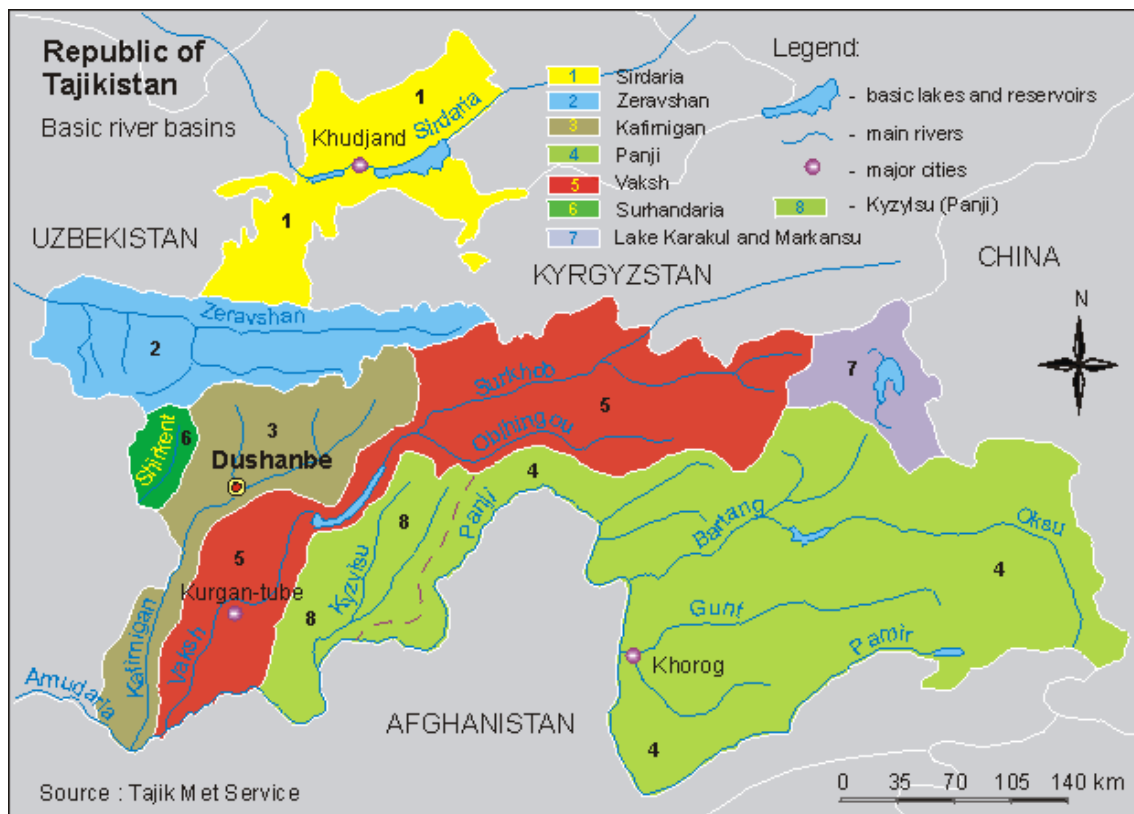 Republic of
Tajikistan
Basic river basins
Legend:
1 Sirdaria
2 Zeravshan
3 Kafirnigan
4 Panji
5 Vaksh
6 Surhandaria
7 Lake Karakul and Markansu
- basic lakes and reservoirs
- main rivers
- major cities
8 - Kyzylsu (Panji)
1
Sirdaria
Khudjand
1
UZBEKISTAN
KYRGYZSTAN
CHINA
N
Zeravshan
2
7
Surkhob
5
Obihingou
3
6
Shirkent
Dushanbe
4
Panji
8
Kyzylsu
Bartang
Oksu
5
4
Kurgan-tube
8
Gunt
Pamir
Kafirnigan
Vaksh
Khorog
Amudaria
AFGHANISTAN
4
Source : Tajik Met Service
0 35 70 105 140 km